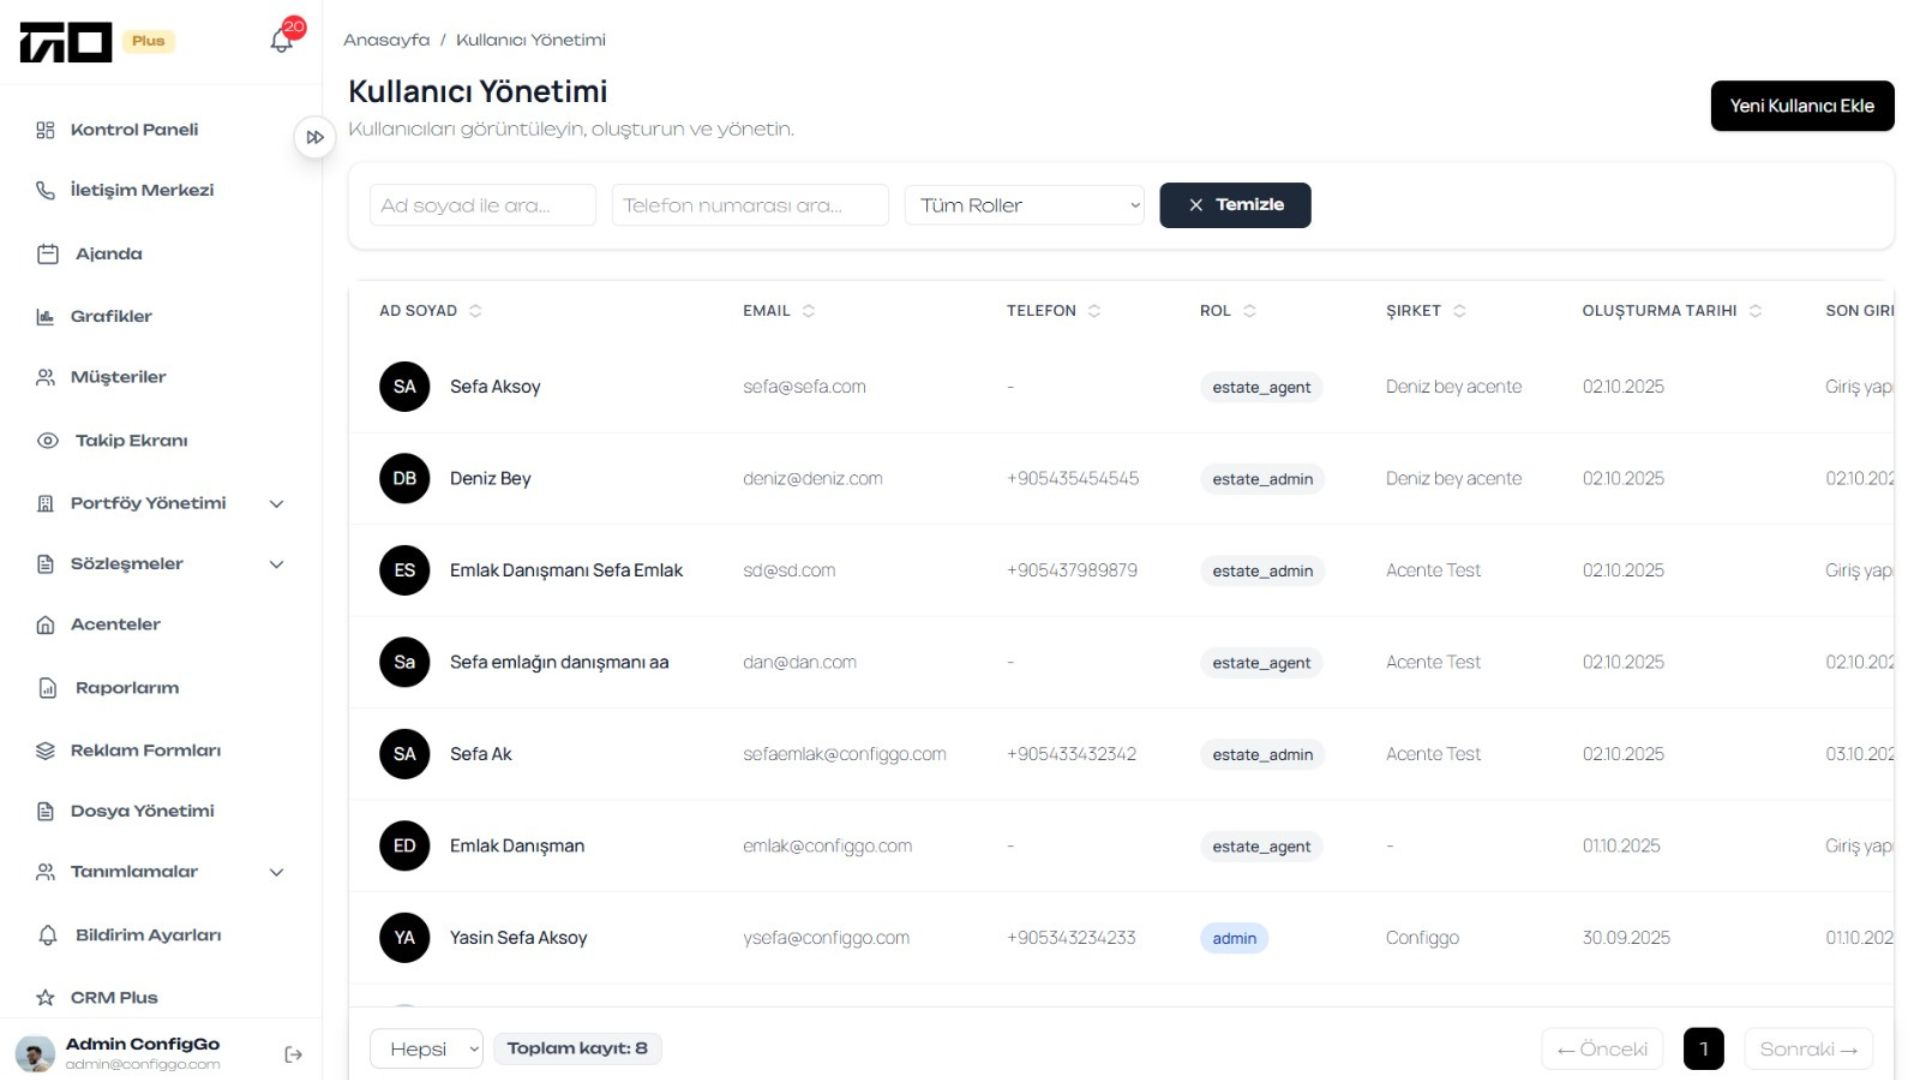 GO Plus
20
Kontrol Paneli
İletişim Merkezi
Ajanda
Grafikler
Müşteriler
Takip Ekranı
Portföy Yönetimi
Sözleşmeler
Acenteler
Raporlarım
Reklam Formları
Dosya Yönetimi
Tanımlamalar
Bildirim Ayarları
CRM Plus
Admin ConfigGo
admin@configgo.com
Anasayfa / Kullanıcı Yönetimi
Kullanıcı Yönetimi
Yeni Kullanıcı Ekle
Kullanıcıları görüntüleyin, oluşturun ve yönetin.
Ad soyad ile ara... Telefon numarası ara... Tüm Roller Temizle
AD SOYAD EMAIL TELEFON ROL ŞIRKET OLUŞTURMA TARIHI SON GIRI
SA Sefa Aksoy sefa@sefa.com - estate_agent Deniz bey acente 02.10.2025 Giriş yap
DB Deniz Bey deniz@deniz.com +905435454545 estate_admin Deniz bey acente 02.10.2025 02.10.202
ES Emlak Danışmanı Sefa Emlak sd@sd.com +905437989879 estate_admin Acente Test 02.10.2025 Giriş yap
Sa Sefa emlağın danışmanı aa dan@dan.com - estate_agent Acente Test 02.10.2025 02.10.202
SA Sefa Ak sefaemlak@configgo.com +905433432342 estate_admin Acente Test 02.10.2025 03.10.202
ED Emlak Danışman emlak@configgo.com - estate_agent - 01.10.2025 Giriş yap
YA Yasin Sefa Aksoy ysefa@configgo.com +905343234233 admin Configgo 30.09.2025 01.10.202
Hepsi Toplam kayıt: 8 ← Önceki 1 Sonraki →